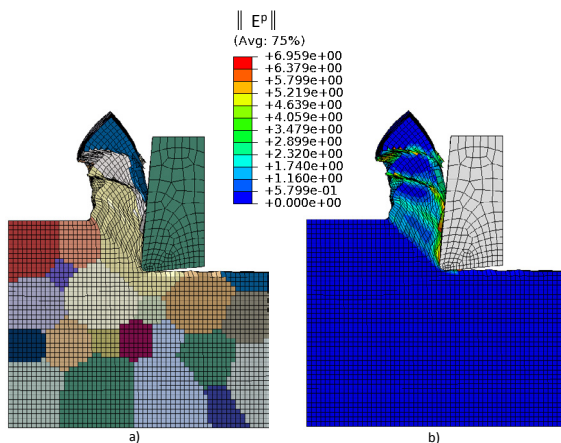 ‖ Eᵖ ‖
(Avg: 75%)
+6.959e+00
+6.379e+00
+5.799e+00
+5.219e+00
+4.639e+00
+4.059e+00
+3.479e+00
+2.899e+00
+2.320e+00
+1.740e+00
+1.160e+00
+5.799e-01
+0.000e+00
a)
b)